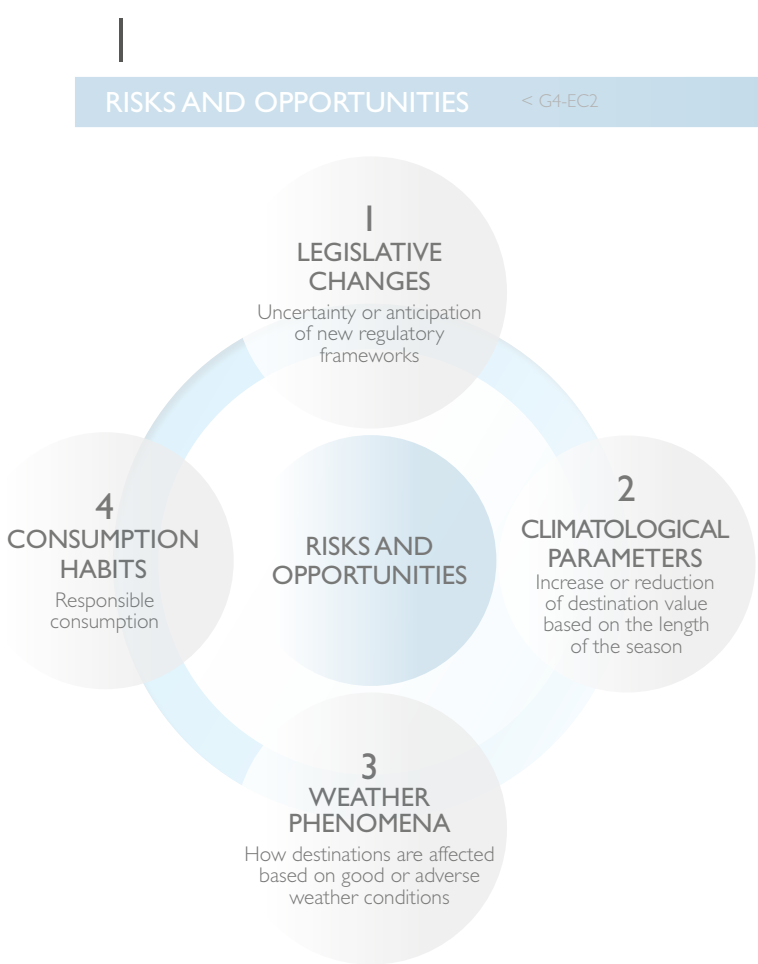 RISKS AND OPPORTUNITIES < G4-EC2
1
LEGISLATIVE
CHANGES
Uncertainty or anticipation
of new regulatory
frameworks
2
CLIMATOLOGICAL
PARAMETERS
Increase or reduction
of destination value
based on the length
of the season
3
WEATHER
PHENOMENA
How destinations are affected
based on good or adverse
weather conditions
4
CONSUMPTION
HABITS
Responsible
consumption
RISKS AND
OPPORTUNITIES